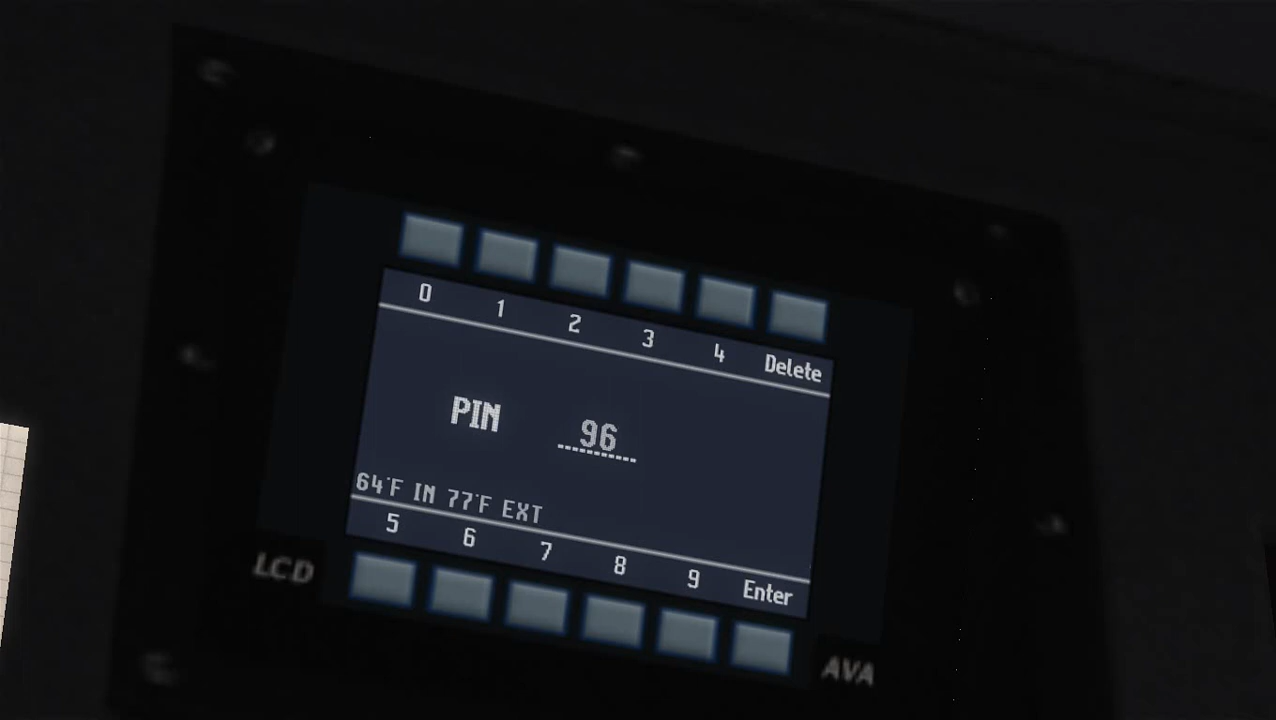 0 1 2 3 4 Delete
PIN 96
64°F IN 77°F EXT
5 6 7 8 9 Enter
LCD
AVA